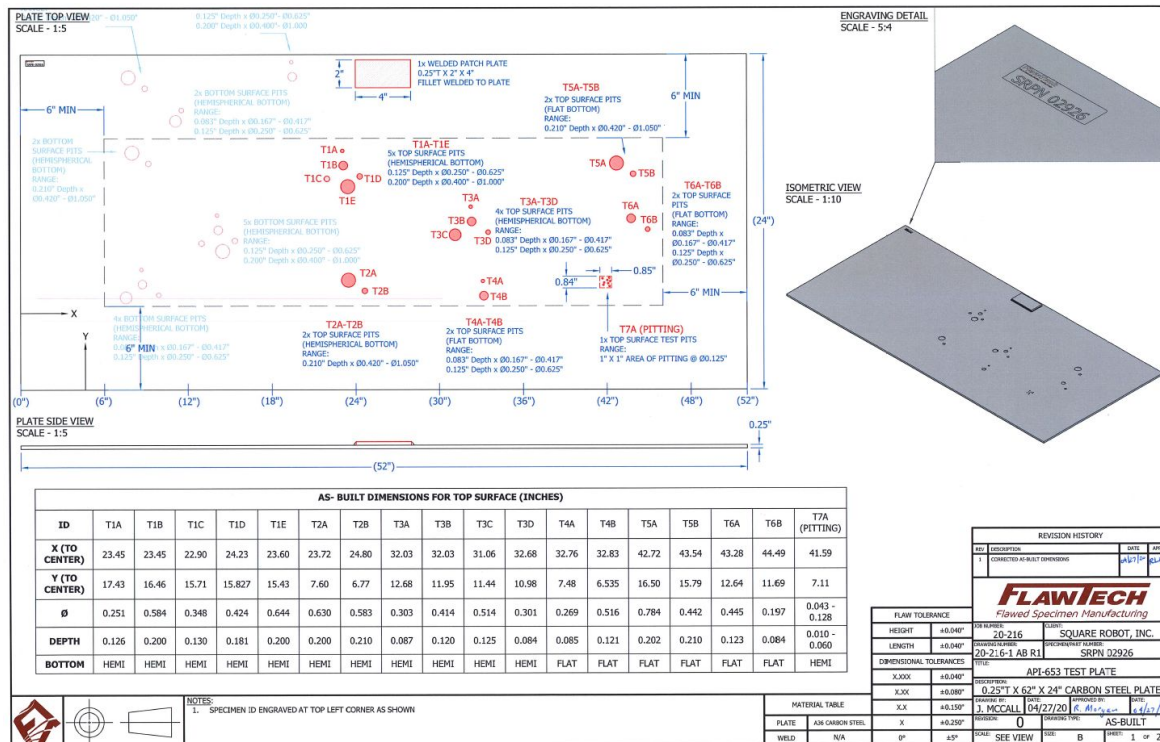 PLATE TOP VIEW
SCALE - 1:5
20" - Ø1.050"
0.125" Depth x Ø0.250"- Ø0.625"
0.200" Depth x Ø0.400"- Ø1.000
ENGRAVING DETAIL
SCALE - 5:4
SRPN 02926
2"
4"
1x WELDED PATCH PLATE
0.25"T X 2" X 4"
FILLET WELDED TO PLATE
6" MIN
2x BOTTOM SURFACE PITS
(HEMISPHERICAL BOTTOM)
RANGE:
0.083" Depth x Ø0.167" - Ø0.417"
0.125" Depth x Ø0.250" - Ø0.625"
T5A-T5B
2x TOP SURFACE PITS
(FLAT BOTTOM)
RANGE:
0.210" Depth x Ø0.420" - Ø1.050"
6" MIN
2x BOTTOM
SURFACE PITS
(HEMISPHERICAL
BOTTOM)
RANGE:
0.210" Depth x
Ø0.420" - Ø1.050"
T1A
T1B
T1C
T1D
T1E
T1A-T1E
5x TOP SURFACE PITS
(HEMISPHERICAL BOTTOM)
0.125" Depth x Ø0.250" - Ø0.625"
0.200" Depth x Ø0.400" - Ø1.000"
T5A
T5B
T6A-T6B
2x TOP SURFACE
PITS
(FLAT BOTTOM)
RANGE:
0.083" Depth x
Ø0.167" - Ø0.417"
0.125" Depth x
Ø0.250" - Ø0.625"
ISOMETRIC VIEW
SCALE - 1:10
T3A
T3B
T3C
T3D
T3A-T3D
4x TOP SURFACE PITS
(HEMISPHERICAL BOTTOM)
RANGE:
0.083" Depth x Ø0.167" - Ø0.417"
0.125" Depth x Ø0.250" - Ø0.625"
T6A
T6B
(24")
5x BOTTOM SURFACE PITS
(HEMISPHERICAL BOTTOM)
RANGE:
0.125" Depth x Ø0.250" - Ø0.625"
0.200" Depth x Ø0.400" - Ø1.000"
T2A
T2B
T4A
T4B
0.84"
0.85"
6" MIN
X
Y
4x BOTTOM SURFACE PITS
(HEMISPHERICAL BOTTOM)
RANGE:
0.083" Depth x Ø0.167" - Ø0.417"
0.125" Depth x Ø0.250" - Ø0.625"
6" MIN
T2A-T2B
2x TOP SURFACE PITS
(HEMISPHERICAL BOTTOM)
RANGE:
0.210" Depth x Ø0.420" - Ø1.050"
T4A-T4B
2x TOP SURFACE PITS
(FLAT BOTTOM)
RANGE:
0.083" Depth x Ø0.167" - Ø0.417"
0.125" Depth x Ø0.250" - Ø0.625"
T7A (PITTING)
1x TOP SURFACE TEST PITS
RANGE:
1" X 1" AREA OF PITTING @ Ø0.125"
(0") (6") (12") (18") (24") (30") (36") (42") (48") (52")
PLATE SIDE VIEW
SCALE - 1:5
0.25"
(52")
AS- BUILT DIMENSIONS FOR TOP SURFACE (INCHES)
ID T1A T1B T1C T1D T1E T2A T2B T3A T3B T3C T3D T4A T4B T5A T5B T6A T6B T7A (PITTING)
X (TO CENTER) 23.45 23.45 22.90 24.23 23.60 23.72 24.80 32.03 32.03 31.06 32.68 32.76 32.83 42.72 43.54 43.28 44.49 41.59
Y (TO CENTER) 17.43 16.46 15.71 15.827 15.43 7.60 6.77 12.68 11.95 11.44 10.98 7.48 6.535 16.50 15.79 12.64 11.69 7.11
Ø 0.251 0.584 0.348 0.424 0.644 0.630 0.583 0.303 0.414 0.514 0.301 0.269 0.516 0.784 0.442 0.445 0.197 0.043 - 0.128
DEPTH 0.126 0.200 0.130 0.181 0.200 0.200 0.210 0.087 0.120 0.125 0.084 0.085 0.121 0.202 0.210 0.123 0.084 0.010 - 0.060
BOTTOM HEMI HEMI HEMI HEMI HEMI HEMI HEMI HEMI HEMI HEMI HEMI FLAT FLAT FLAT FLAT FLAT FLAT HEMI
NOTES:
1. SPECIMEN ID ENGRAVED AT TOP LEFT CORNER AS SHOWN
MATERIAL TABLE
PLATE A36 CARBON STEEL
WELD N/A
FLAW TOLERANCE
HEIGHT ±0.040"
LENGTH ±0.040"
DIMENSIONAL TOLERANCES
X.XXX ±0.040"
X.XX ±0.080"
X.X ±0.150"
X ±0.250"
0° ±5°
REVISION HISTORY
REV DESCRIPTION DATE APP
1 CORRECTED AS-BUILT DIMENSIONS
FLAWTECH
Flawed Specimen Manufacturing
JOB NUMBER: 20-216
CLIENT: SQUARE ROBOT, INC.
DRAWING NUMBER: 20-216-1 AB R1
SPECIMEN/PART NUMBER: SRPN 02926
TITLE: API-653 TEST PLATE
DESCRIPTION: 0.25"T X 62" X 24" CARBON STEEL PLATE
DRAWING BY: J. MCCALL
DATE: 04/27/20
APPROVED BY: R. Morgan
DATE:
REVISION: 0
DRAWING TYPE: AS-BUILT
SCALE: SEE VIEW
SIZE: B
SHEET: 1 OF 2